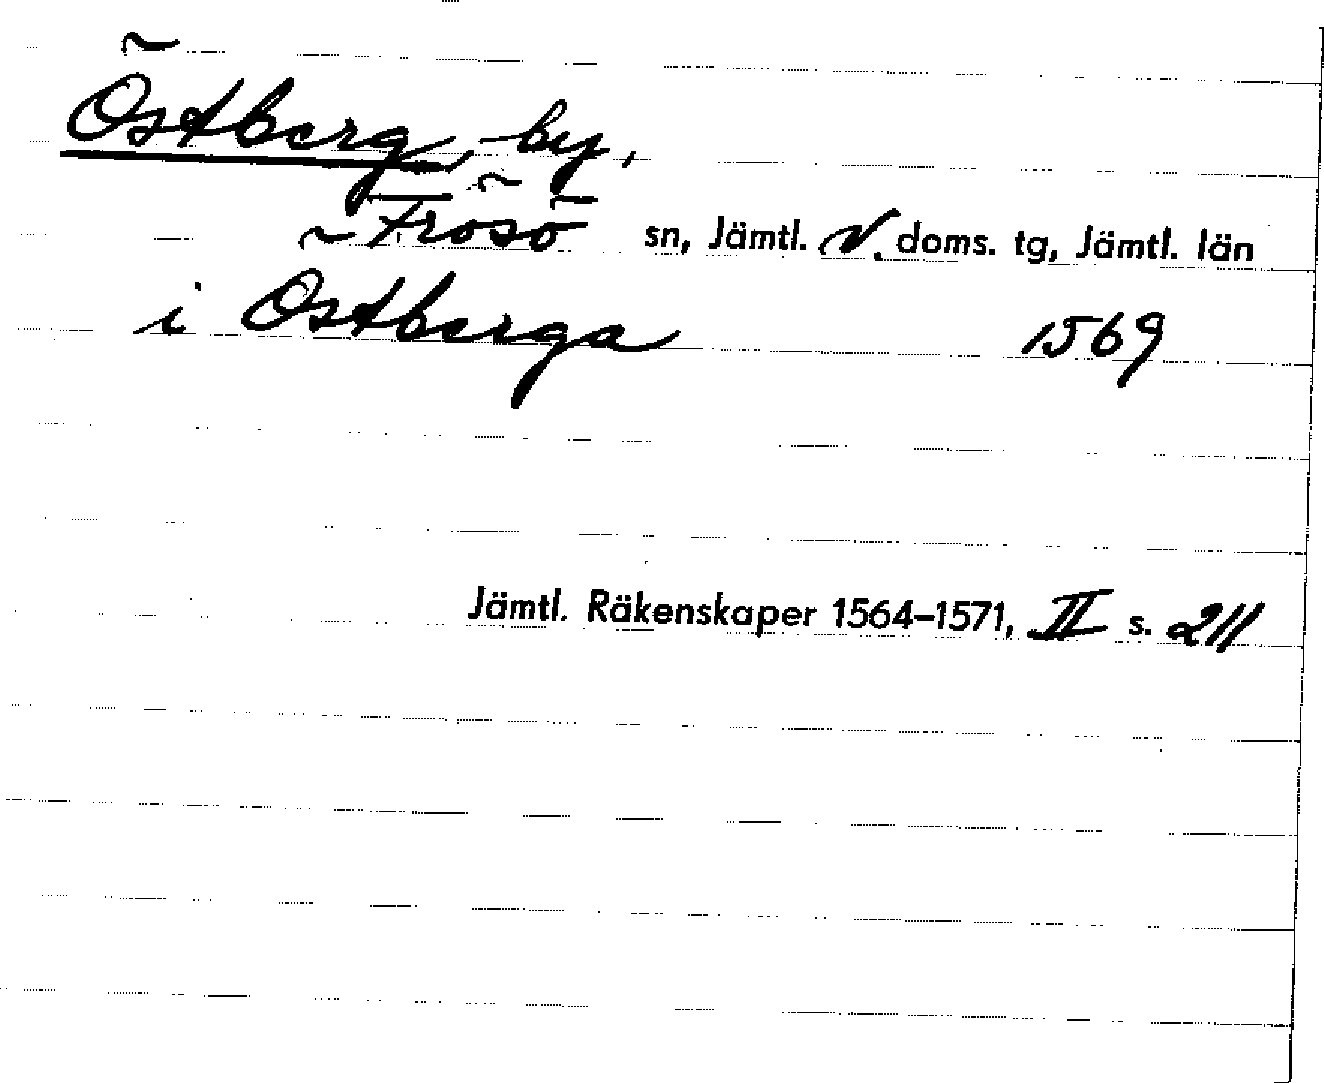 Östberg, by,
Frösö sn, Jämtl. V. doms. tg, Jämtl. län
i Östberga 1569
Jämtl. Räkenskaper 1564–1571, II s. 211